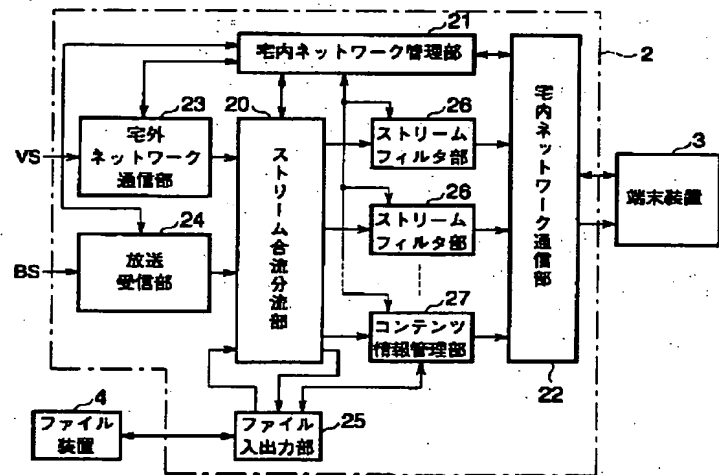 21
宅内ネットワーク管理部
2
23
宅外
ネットワーク
通信部
VS
20
ストリーム合流分流部
26
ストリーム
フィルタ部
26
ストリーム
フィルタ部
宅内ネットワーク通信部
22
3
端末装置
24
放送
受信部
BS
27
コンテンツ
情報管理部
4
ファイル
装置
ファイル
入出力部
25